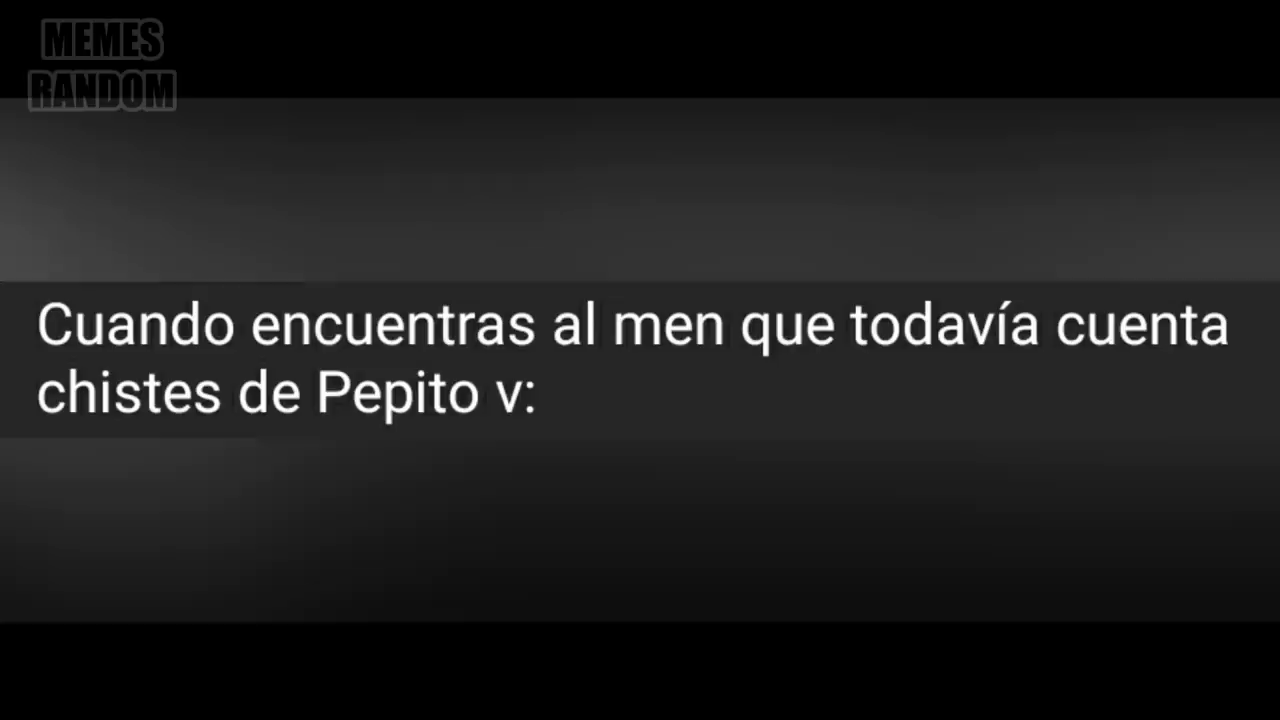 MEMES
RANDOM
Cuando encuentras al men que todavía cuenta
chistes de Pepito v: